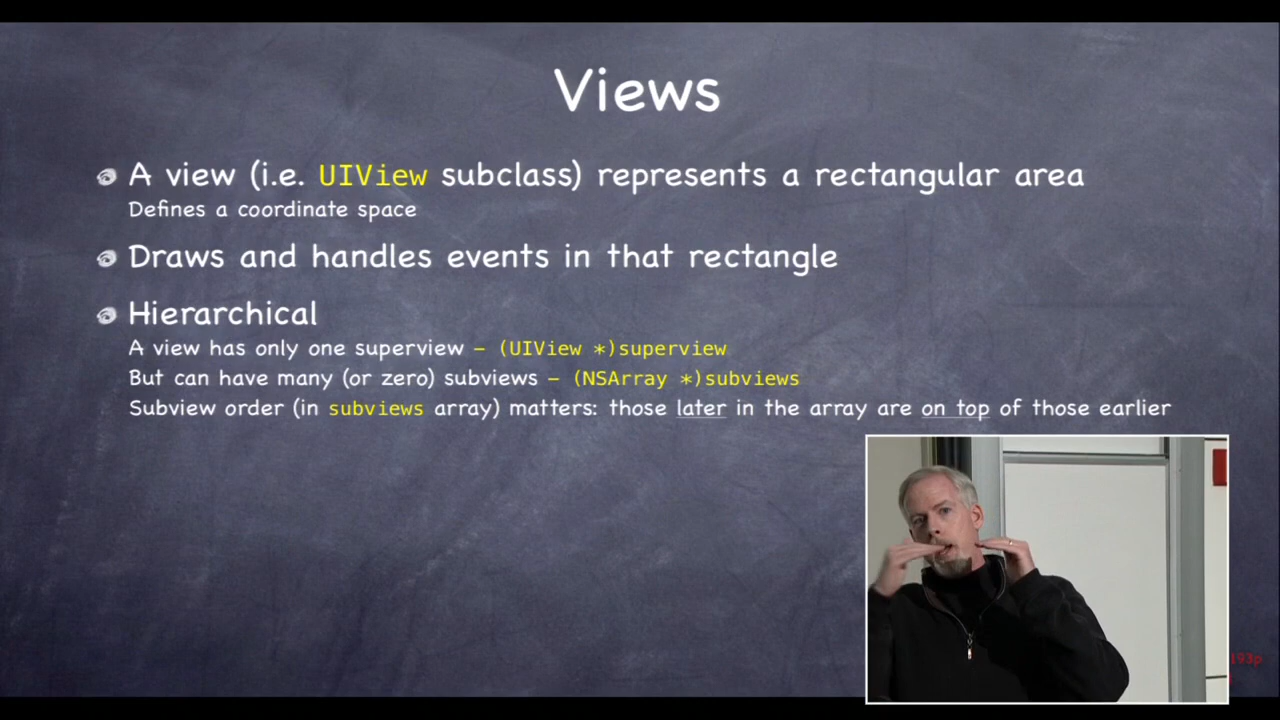 Views
A view (i.e. UIView subclass) represents a rectangular area
Defines a coordinate space
Draws and handles events in that rectangle
Hierarchical
A view has only one superview – (UIView *)superview
But can have many (or zero) subviews – (NSArray *)subviews
Subview order (in subviews array) matters: those later in the array are on top of those earlier
193p